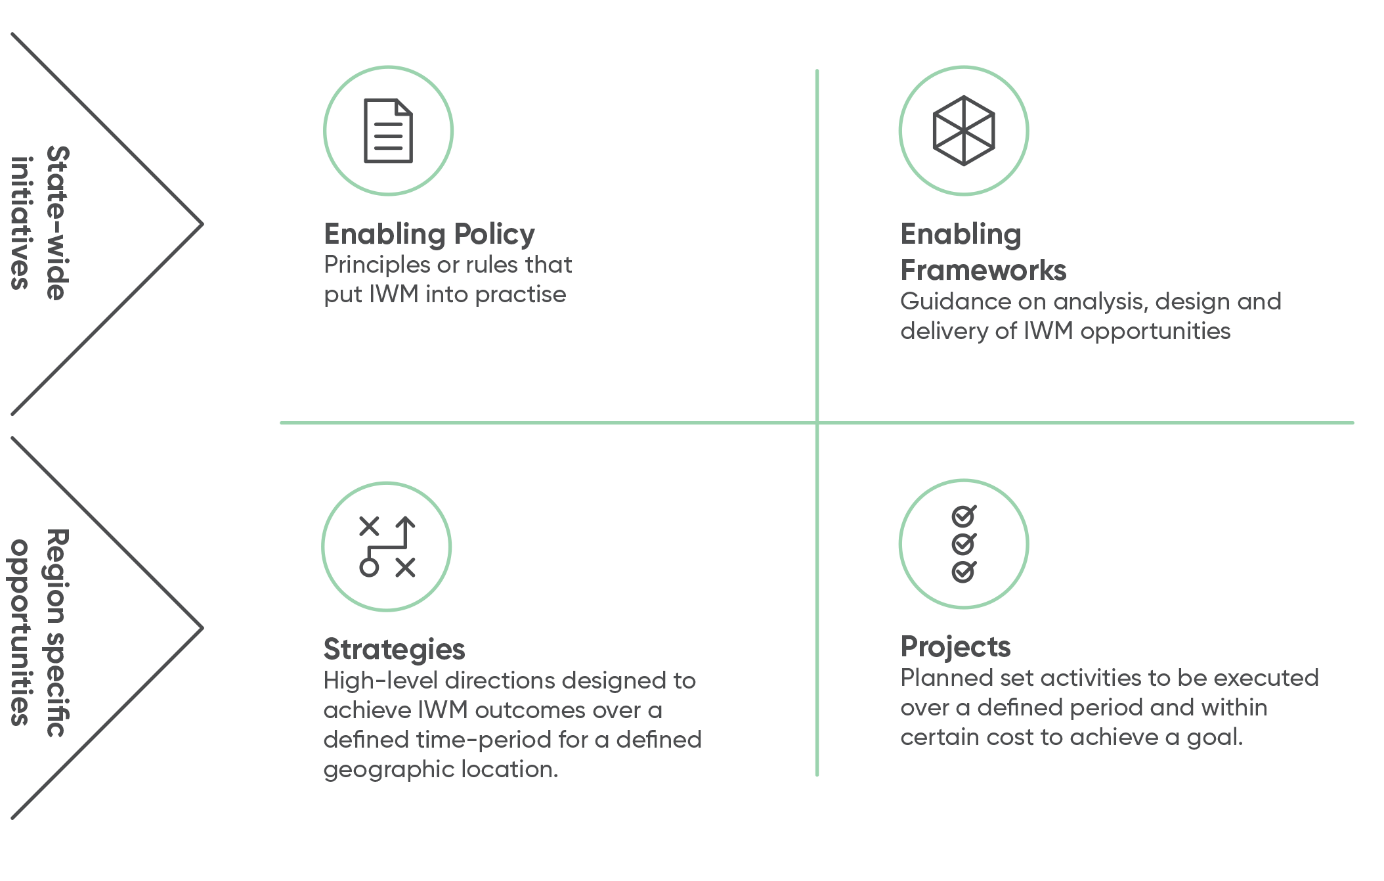 State-wide
initiatives
Enabling Policy
Principles or rules that
put IWM into practise
Enabling
Frameworks
Guidance on analysis, design and
delivery of IWM opportunities
Region specific
opportunities
Strategies
High-level directions designed to
achieve IWM outcomes over a
defined time-period for a defined
geographic location.
Projects
Planned set activities to be executed
over a defined period and within
certain cost to achieve a goal.